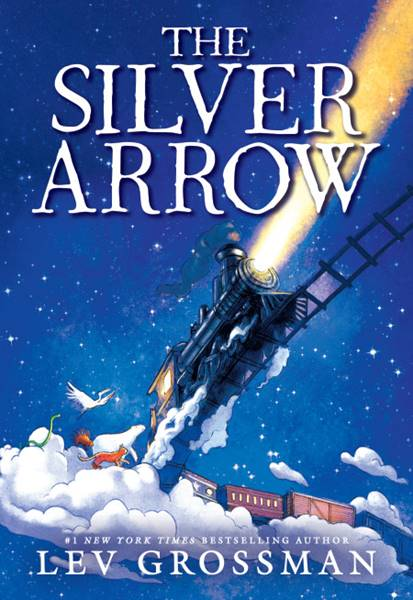 THE
SILVER
ARROW
#1 NEW YORK TIMES BESTSELLING AUTHOR
LEV GROSSMAN